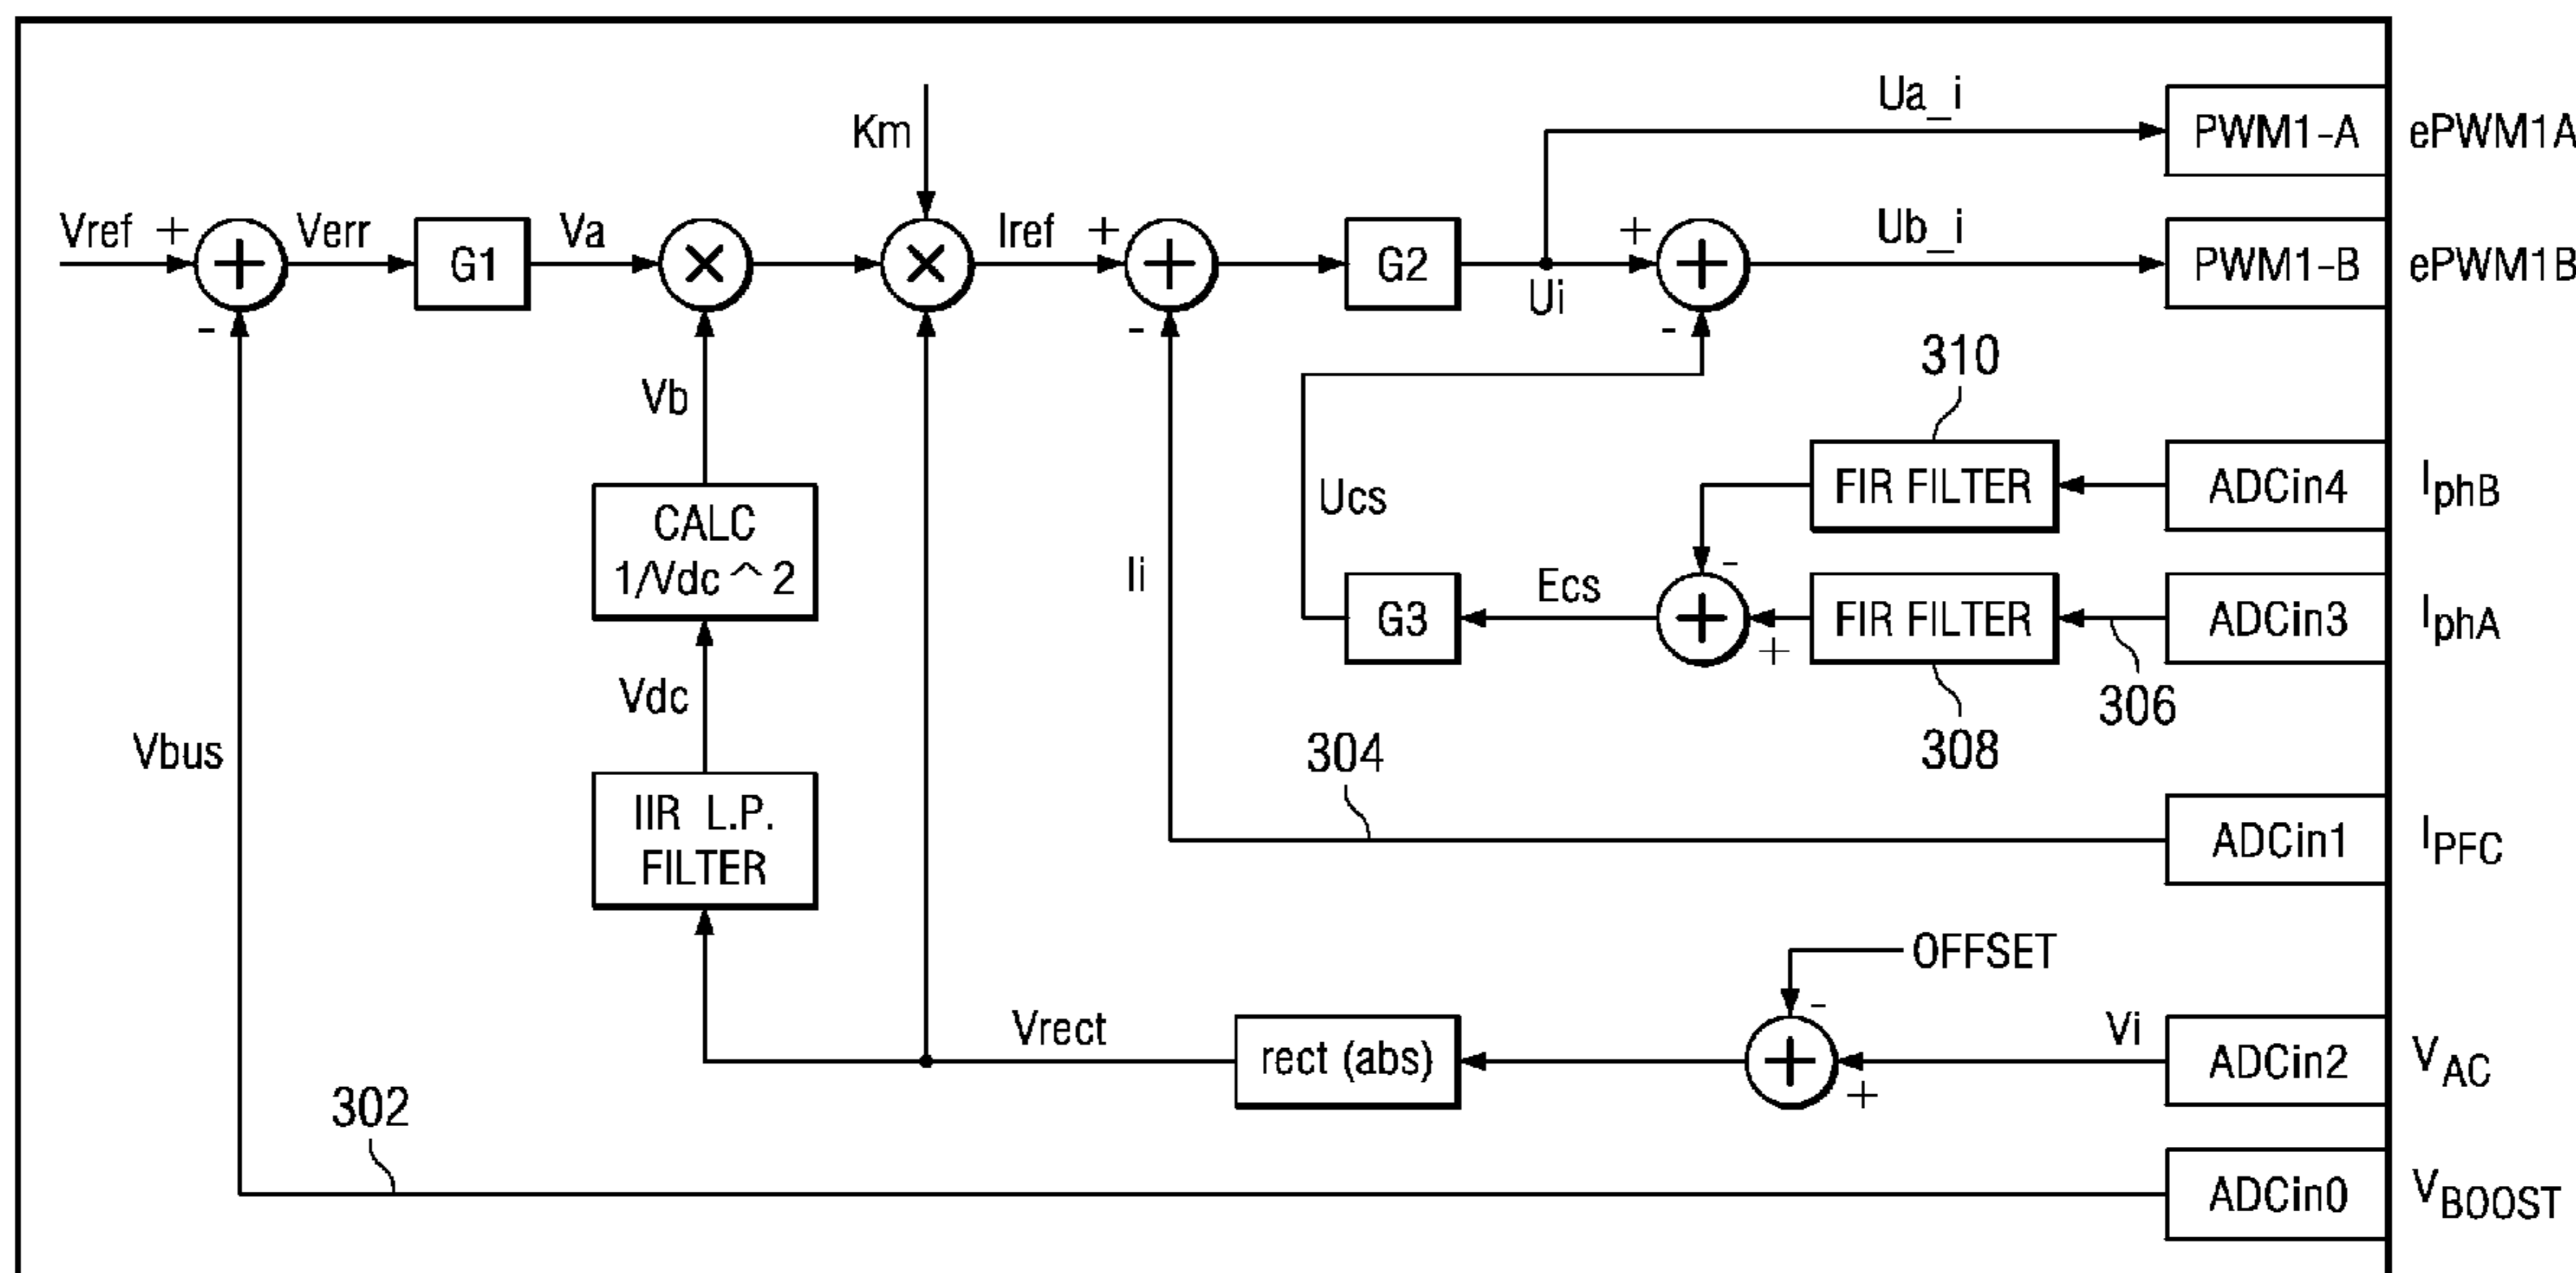 Ua_i
PWM1-A
ePWM1A
Km
Vref
+
Verr
G1
Va
Iref
+
G2
Ui
+
Ub_i
PWM1-B
ePWM1B
-
-
-
310
Vb
FIR FILTER
ADCin4
IphB
CALC
1/Vdc^2
Ucs
Ii
-
G3
Ecs
+
FIR FILTER
ADCin3
IphA
306
308
Vdc
Vbus
304
IIR L.P.
FILTER
ADCin1
IPFC
OFFSET
-
Vrect
rect (abs)
Vi
+
ADCin2
VAC
302
ADCin0
VBOOST